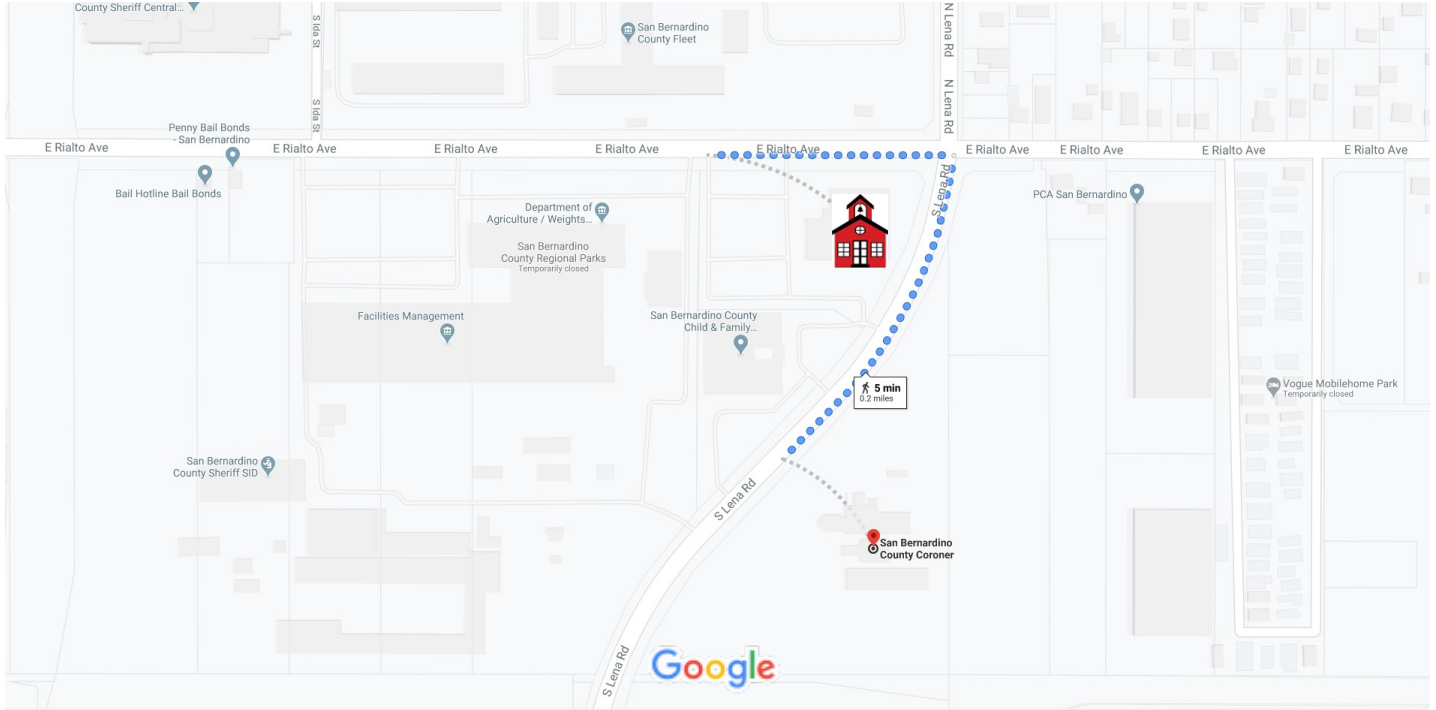 County Sheriff Central...
S Ida St
San Bernardino
County Fleet
N Lena Rd
N Lena Rd
S Ida St
Penny Bail Bonds
- San Bernardino
E Rialto Ave
E Rialto Ave
E Rialto Ave
E Rialto Ave
E Rialto Ave
E Rialto Ave
E Rialto Ave
E Rialto Ave
E Rialto Ave
Bail Hotline Bail Bonds
S Lena Rd
PCA San Bernardino
Department of
Agriculture / Weights...
San Bernardino
County Regional Parks
Temporarily closed
Facilities Management
San Bernardino County
Child & Family...
5 min
0.2 miles
Vogue Mobilehome Park
Temporarily closed
San Bernardino
County Sheriff SID
S Lena Rd
San Bernardino
County Coroner
S Lena Rd
Google